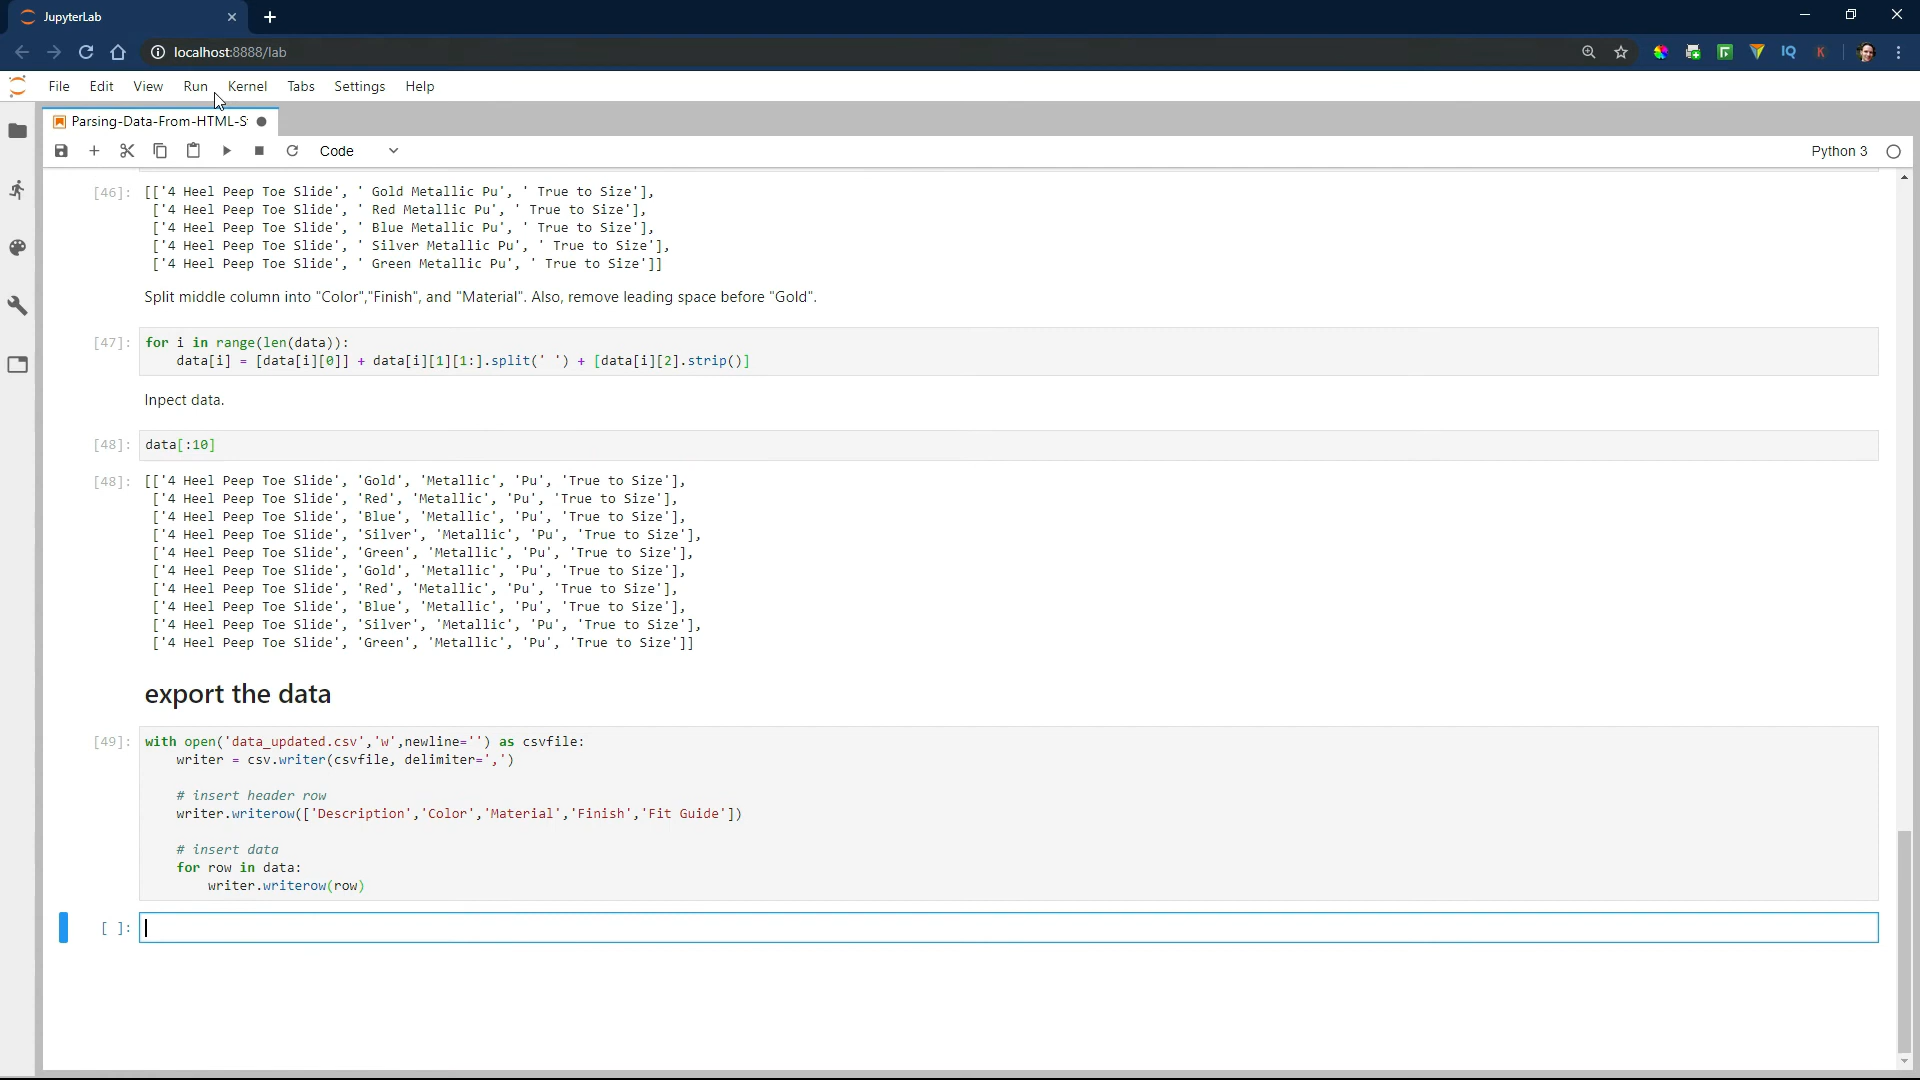 JupyterLab
localhost:8888/lab
File Edit View Run Kernel Tabs Settings Help
Parsing-Data-From-HTML-S
Code
Python 3
[46]: [['4 Heel Peep Toe Slide', ' Gold Metallic Pu', ' True to Size'],
['4 Heel Peep Toe Slide', ' Red Metallic Pu', ' True to Size'],
['4 Heel Peep Toe Slide', ' Blue Metallic Pu', ' True to Size'],
['4 Heel Peep Toe Slide', ' Silver Metallic Pu', ' True to Size'],
['4 Heel Peep Toe Slide', ' Green Metallic Pu', ' True to Size']]
Split middle column into "Color","Finish", and "Material". Also, remove leading space before "Gold".
[47]: for i in range(len(data)):
data[i] = [data[i][0]] + data[i][1][1:].split(' ') + [data[i][2].strip()]
Inpect data.
[48]: data[:10]
[48]: [['4 Heel Peep Toe Slide', 'Gold', 'Metallic', 'Pu', 'True to Size'],
['4 Heel Peep Toe Slide', 'Red', 'Metallic', 'Pu', 'True to Size'],
['4 Heel Peep Toe Slide', 'Blue', 'Metallic', 'Pu', 'True to Size'],
['4 Heel Peep Toe Slide', 'Silver', 'Metallic', 'Pu', 'True to Size'],
['4 Heel Peep Toe Slide', 'Green', 'Metallic', 'Pu', 'True to Size'],
['4 Heel Peep Toe Slide', 'Gold', 'Metallic', 'Pu', 'True to Size'],
['4 Heel Peep Toe Slide', 'Red', 'Metallic', 'Pu', 'True to Size'],
['4 Heel Peep Toe Slide', 'Blue', 'Metallic', 'Pu', 'True to Size'],
['4 Heel Peep Toe Slide', 'Silver', 'Metallic', 'Pu', 'True to Size'],
['4 Heel Peep Toe Slide', 'Green', 'Metallic', 'Pu', 'True to Size']]
export the data
[49]: with open('data_updated.csv','w',newline='') as csvfile:
writer = csv.writer(csvfile, delimiter=',')
# insert header row
writer.writerow(['Description','Color','Material','Finish','Fit Guide'])
# insert data
for row in data:
writer.writerow(row)
[ ]: